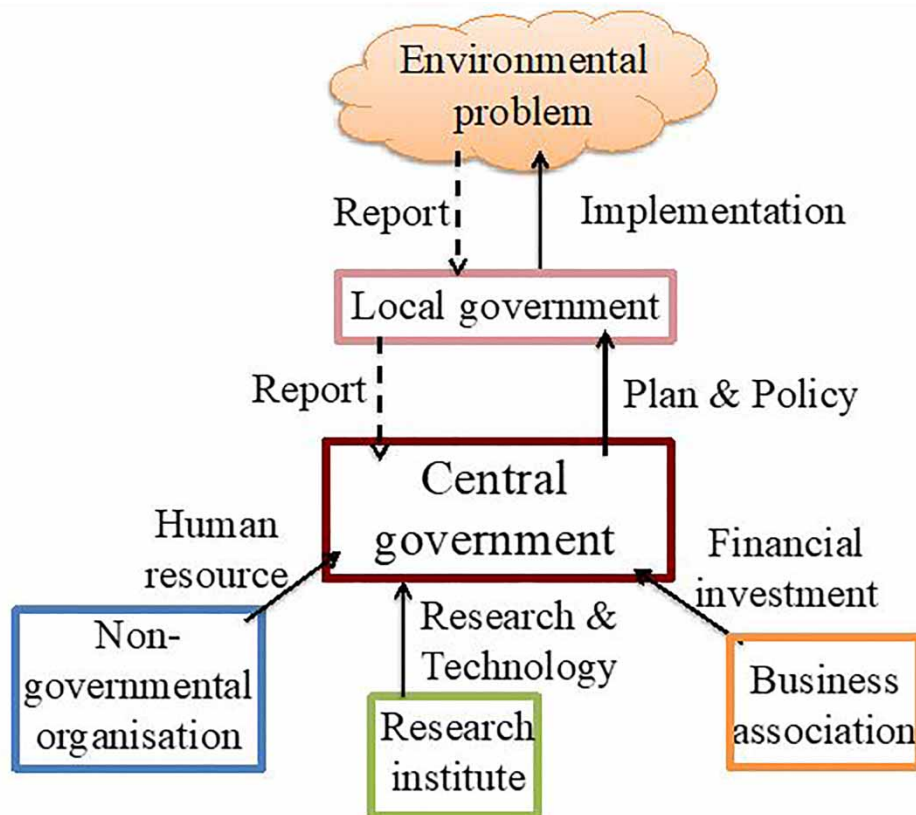 Environmental
problem
Report
Implementation
Local government
Report
Plan & Policy
Central
government
Human
resource
Financial
investment
Non-
governmental
organisation
Research &
Technology
Research
institute
Business
association